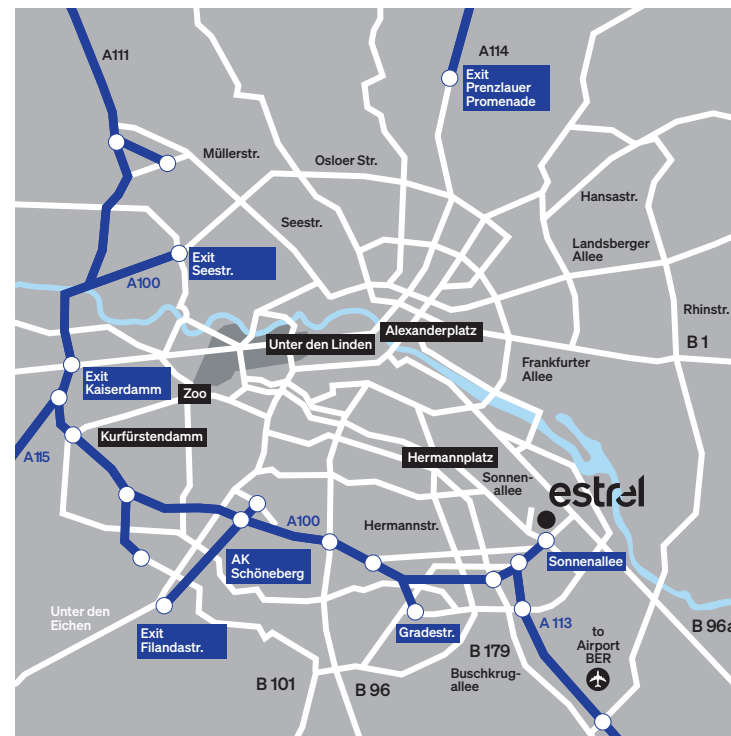 A111
A114
Exit
Prenzlauer
Promenade
Müllerstr.
Osloer Str.
Hansastr.
Seestr.
Landsberger
Allee
Exit
Seestr.
A100
Rhinstr.
Alexanderplatz
Unter den Linden
B 1
Frankfurter
Allee
Exit
Kaiserdamm
Zoo
Kurfürstendamm
A115
Hermannplatz
Sonnen-
allee
estrel
A100
Hermannstr.
AK
Schöneberg
Sonnenallee
Unter den
Eichen
Exit
Filandastr.
Gradestr.
A 113
to
Airport
BER
B 96a
B 179
Buschkrug-
allee
B 101
B 96